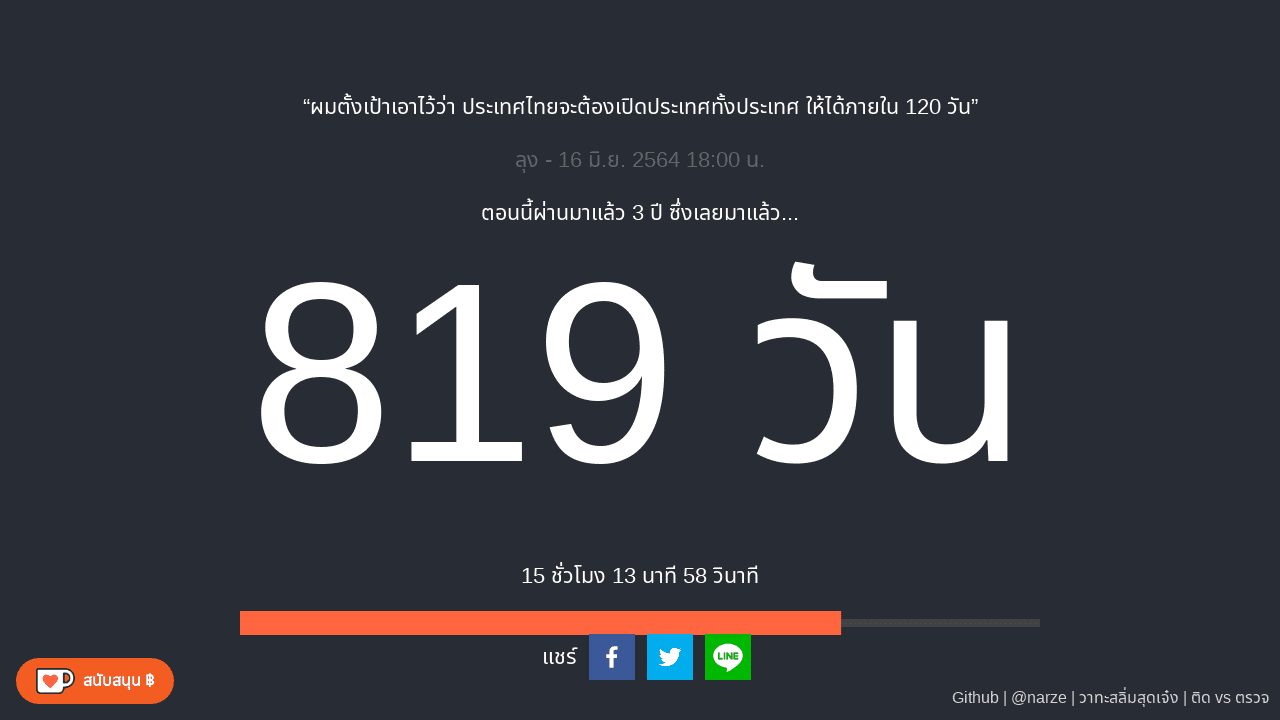 “ผมตั้งเป้าเอาไว้ว่า ประเทศไทยจะต้องเปิดประเทศทั้งประเทศ ให้ได้ภายใน 120 วัน”
ลุง - 16 มิ.ย. 2564 18:00 น.
ตอนนี้ผ่านมาแล้ว 3 ปี ซึ่งเลยมาแล้ว...
819 วัน
15 ชั่วโมง 13 นาที 58 วินาที
แชร์
LINE
สนับสนุน ฿
Github | @narze | วาทะสลิ่มสุดเจ๋ง | ติด vs ตรวจ